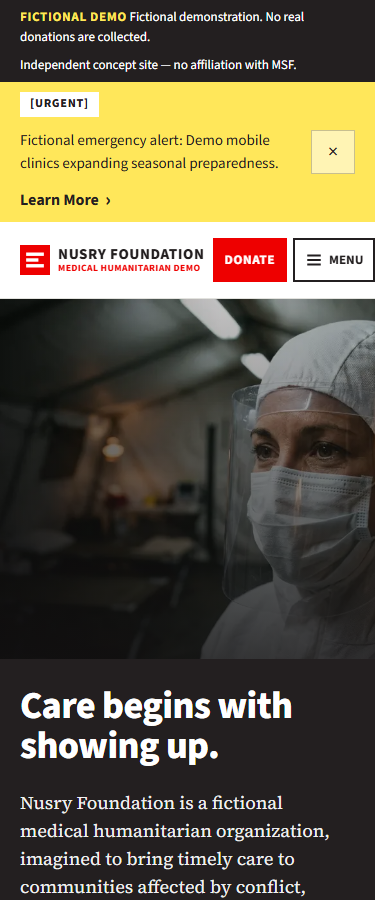 FICTIONAL DEMO Fictional demonstration. No real
donations are collected.
Independent concept site — no affiliation with MSF.
[URGENT]
Fictional emergency alert: Demo mobile
clinics expanding seasonal preparedness.
×
Learn More ›
NUSRY FOUNDATION
MEDICAL HUMANITARIAN DEMO
DONATE
MENU
Care begins with
showing up.
Nusry Foundation is a fictional
medical humanitarian organization,
imagined to bring timely care to
communities affected by conflict,